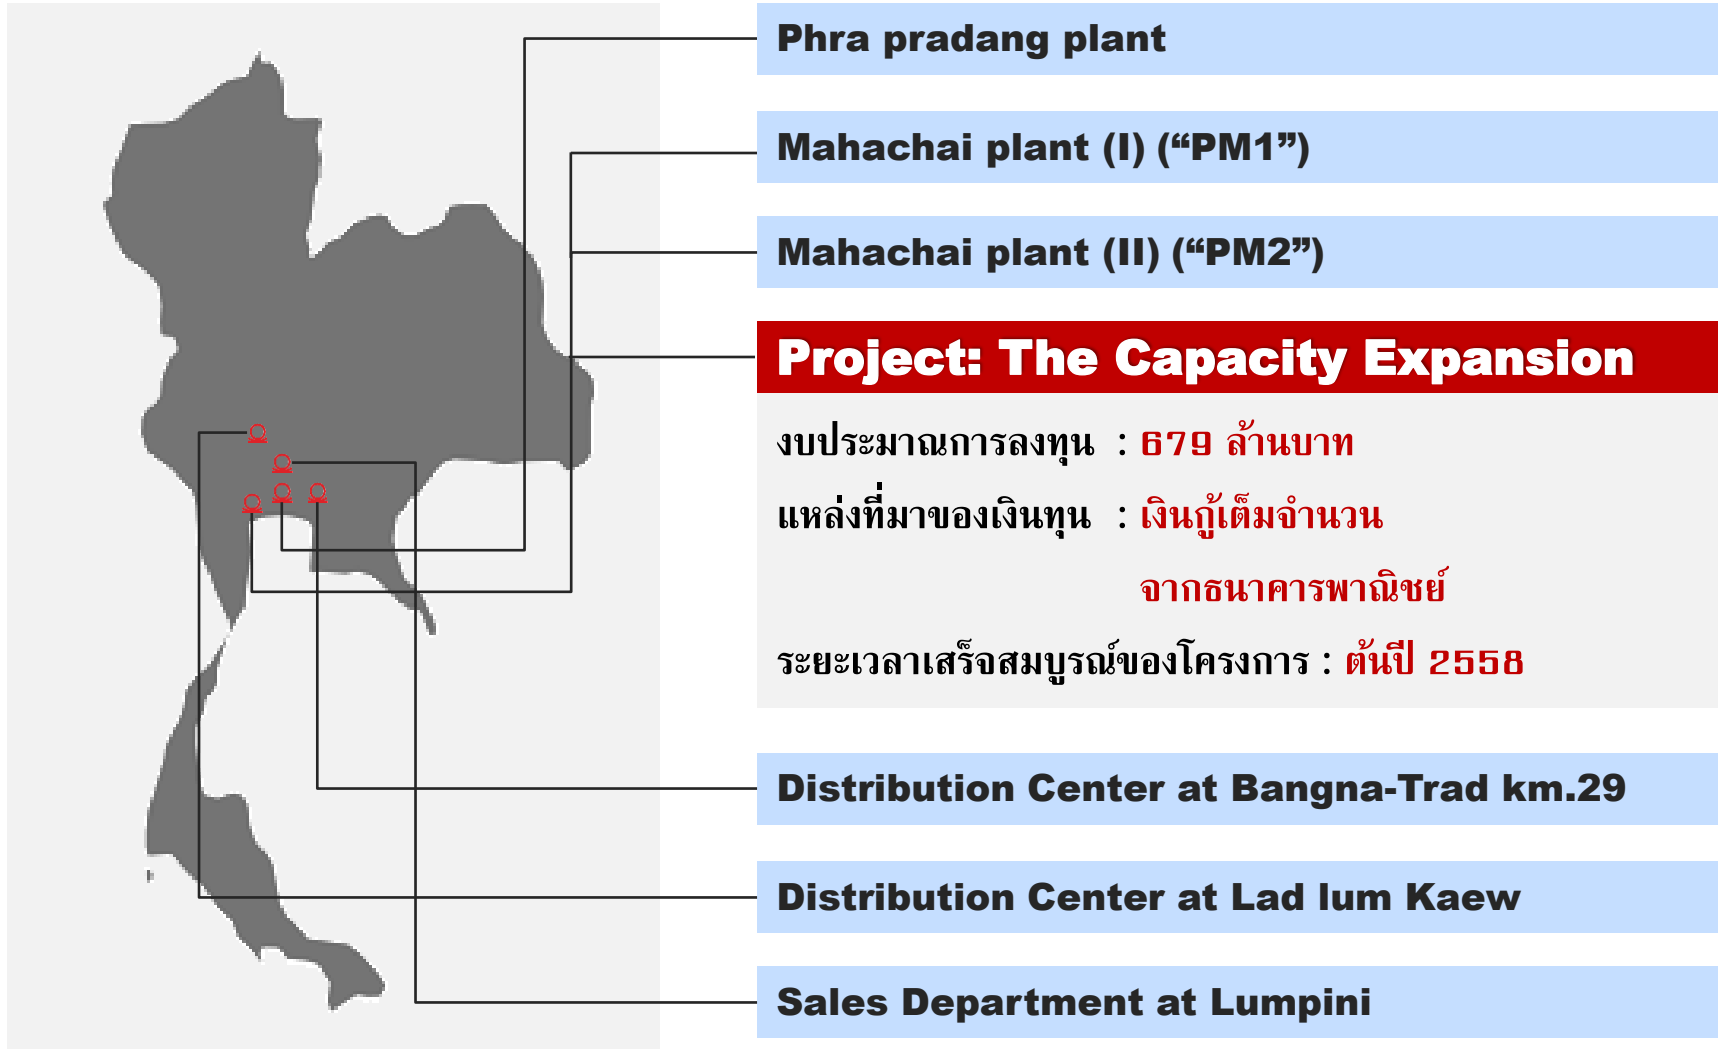 Phra pradang plant
Mahachai plant (I) (“PM1”)
Mahachai plant (II) (“PM2”)
Project: The Capacity Expansion
งบประมาณการลงทุน : 679 ล้านบาท
แหล่งที่มาของเงินทุน : เงินกู้เต็มจำนวน
จากธนาคารพาณิชย์
ระยะเวลาเสร็จสมบูรณ์ของโครงการ : ต้นปี 2558
Distribution Center at Bangna-Trad km.29
Distribution Center at Lad lum Kaew
Sales Department at Lumpini